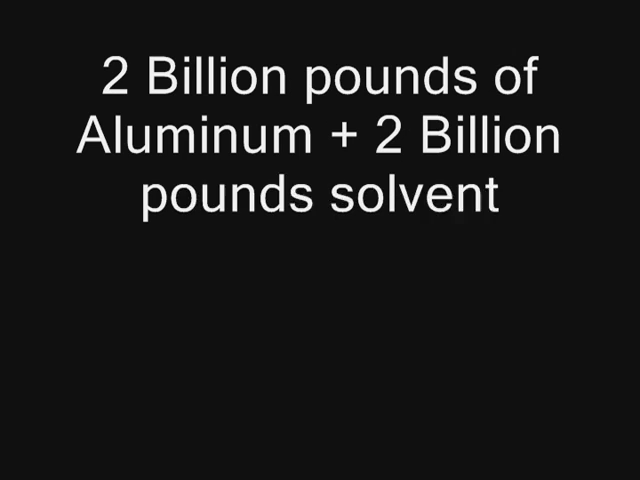 2 Billion pounds of
Aluminum + 2 Billion
pounds solvent